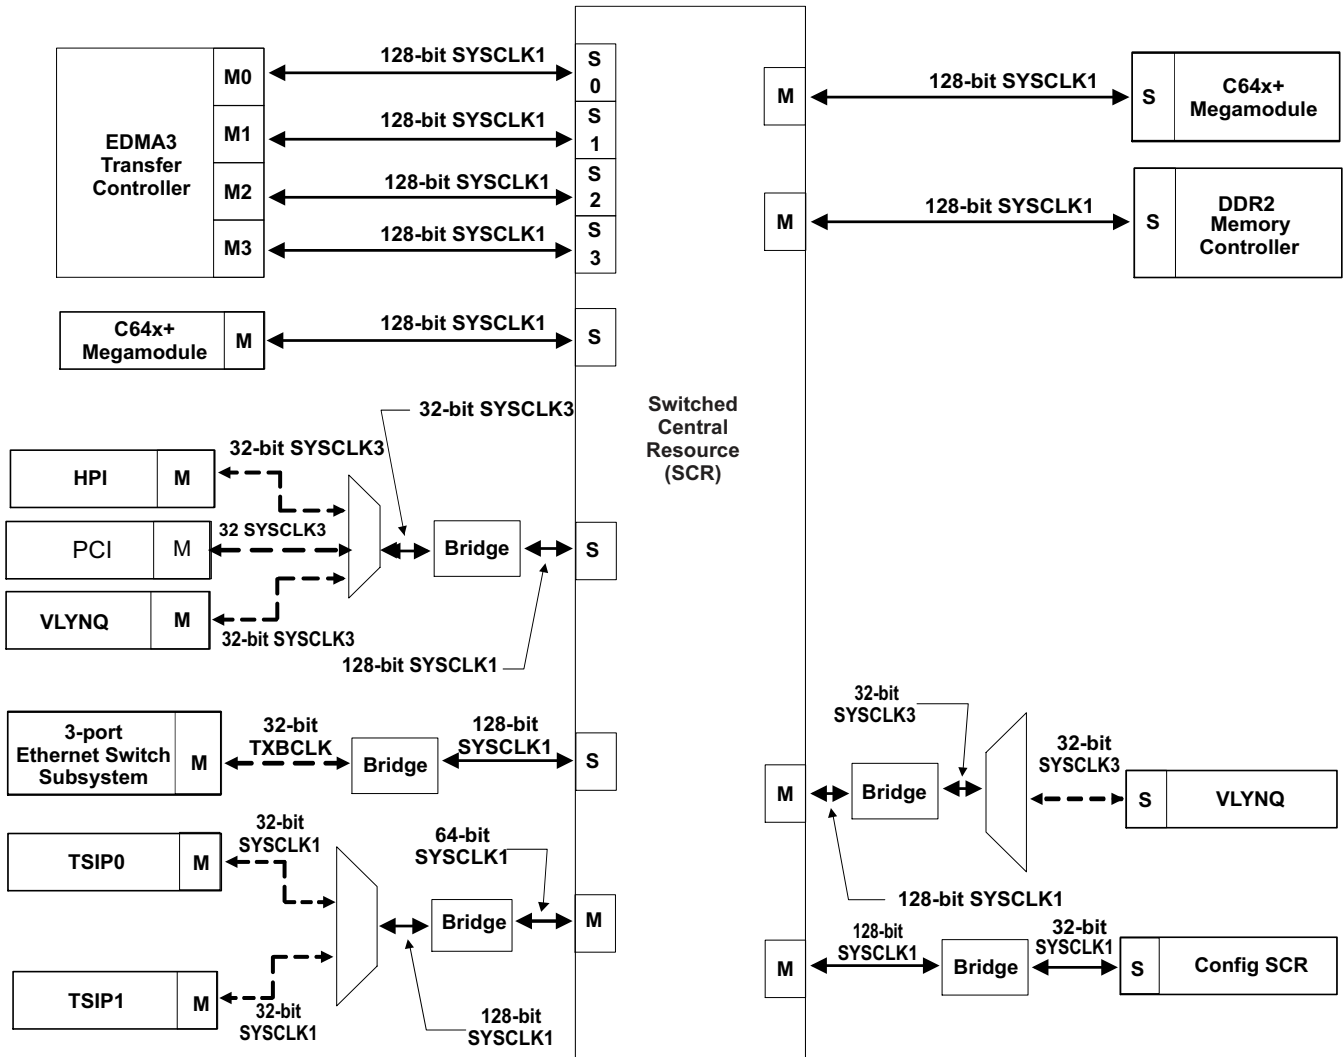 EDMA3
Transfer
Controller
M0
128-bit SYSCLK1
S
0
M1
128-bit SYSCLK1
S
1
M2
128-bit SYSCLK1
S
2
M3
128-bit SYSCLK1
S
3
C64x+
Megamodule
M
128-bit SYSCLK1
S
HPI
M
32-bit SYSCLK3
32-bit SYSCLK3
PCI
M
32 SYSCLK3
Bridge
S
VLYNQ
M
32-bit SYSCLK3
128-bit SYSCLK1
3-port
Ethernet Switch
Subsystem
M
32-bit
TXBCLK
Bridge
128-bit
SYSCLK1
S
TSIP0
M
32-bit
SYSCLK1
64-bit
SYSCLK1
Bridge
M
TSIP1
M
32-bit
SYSCLK1
128-bit
SYSCLK1
Switched
Central
Resource
(SCR)
M
128-bit SYSCLK1
S
C64x+
Megamodule
M
128-bit SYSCLK1
S
DDR2
Memory
Controller
M
Bridge
32-bit
SYSCLK3
32-bit
SYSCLK3
S
VLYNQ
128-bit SYSCLK1
M
128-bit
SYSCLK1
Bridge
32-bit
SYSCLK1
S
Config SCR